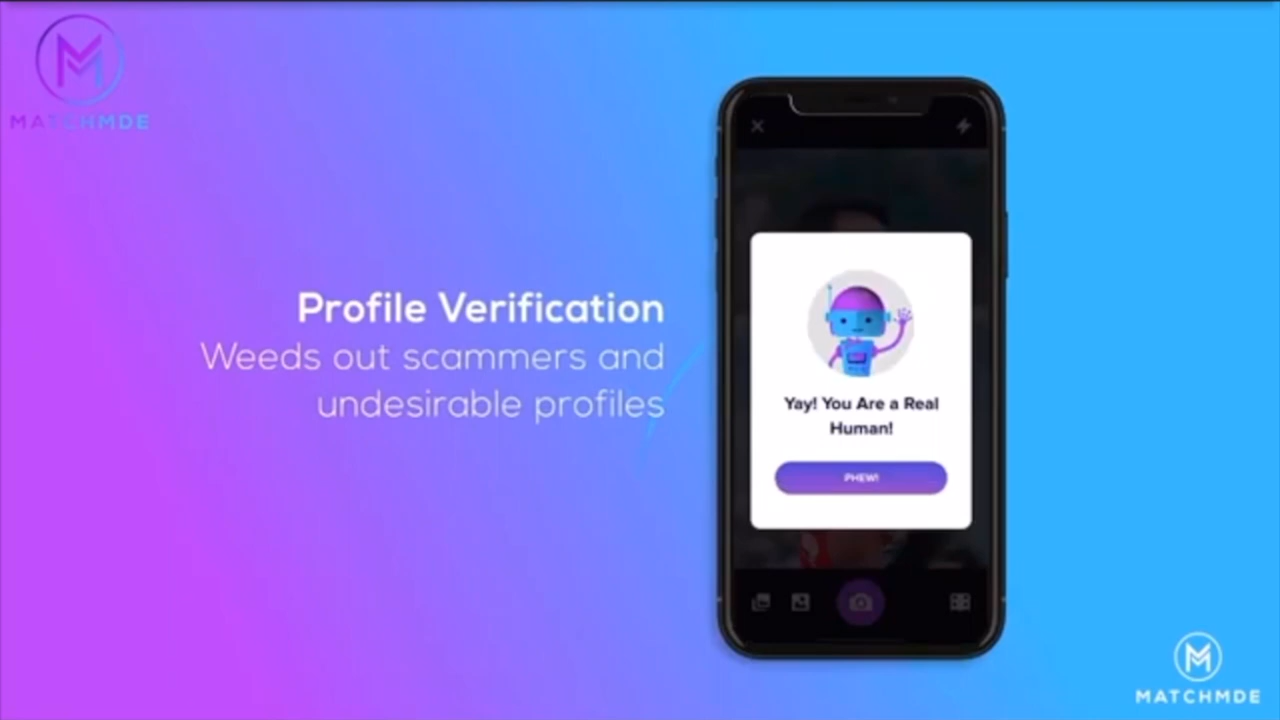 MATCHMDE
Profile Verification
Weeds out scammers and
undesirable profiles
Yay! You Are a Real
Human!
PHEW!
MATCHMDE